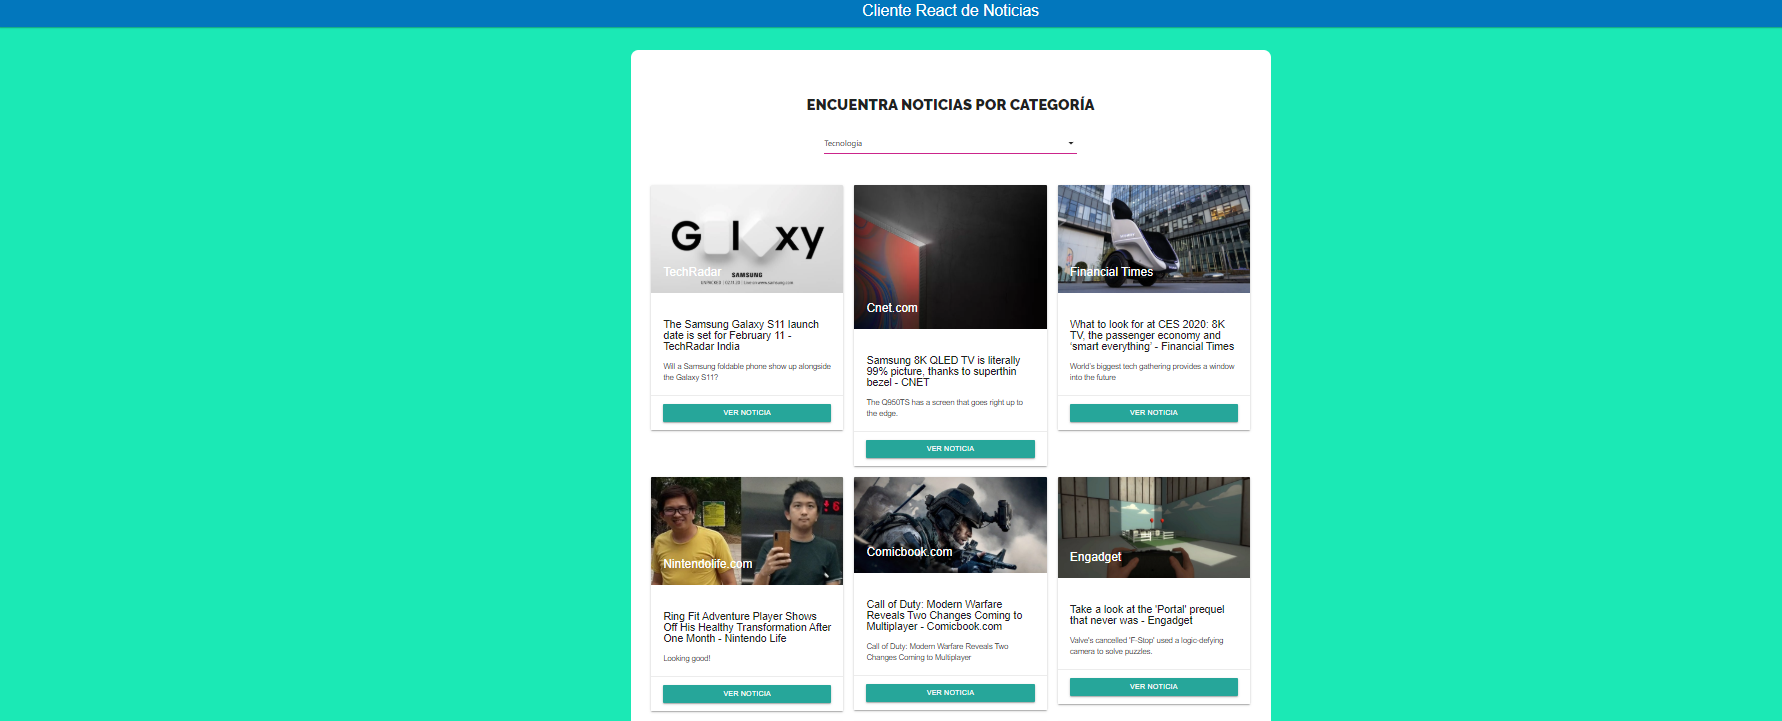 Cliente React de Noticias
ENCUENTRA NOTICIAS POR CATEGORÍA
Tecnología
Galaxy
SAMSUNG
TechRadar
The Samsung Galaxy S11 launch
date is set for February 11 -
TechRadar India
Will a Samsung foldable phone show up alongside
the Galaxy S11?
VER NOTICIA
Cnet.com
Samsung 8K QLED TV is literally
99% picture, thanks to superthin
bezel - CNET
The Q950TS has a screen that goes right up to
the edge.
VER NOTICIA
Financial Times
What to look for at CES 2020: 8K
TV, the passenger economy and
‘smart everything’ - Financial Times
World's biggest tech gathering provides a window
into the future
VER NOTICIA
Nintendolife.com
Ring Fit Adventure Player Shows
Off His Healthy Transformation After
One Month - Nintendo Life
Looking good!
VER NOTICIA
Comicbook.com
Call of Duty: Modern Warfare
Reveals Two Changes Coming to
Multiplayer - Comicbook.com
Call of Duty: Modern Warfare Reveals Two
Changes Coming to Multiplayer
VER NOTICIA
Engadget
Take a look at the 'Portal' prequel
that never was - Engadget
Valve's cancelled 'F-Stop' used a logic-defying
camera to solve puzzles.
VER NOTICIA